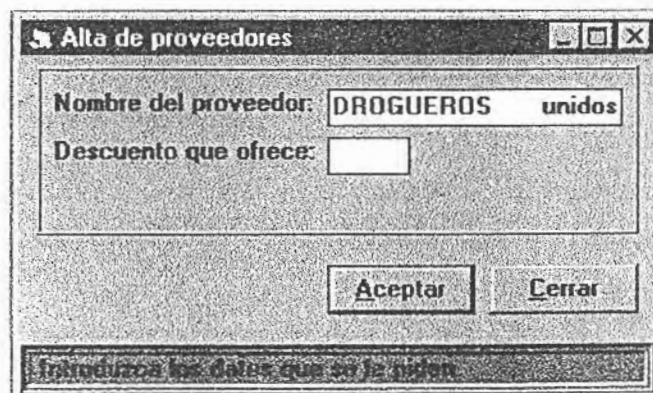 Alta de proveedores
Nombre del proveedor: DROGUEROS unidos
Descuento que ofrece:
Aceptar Cerrar
Introduzca los datos que se le piden